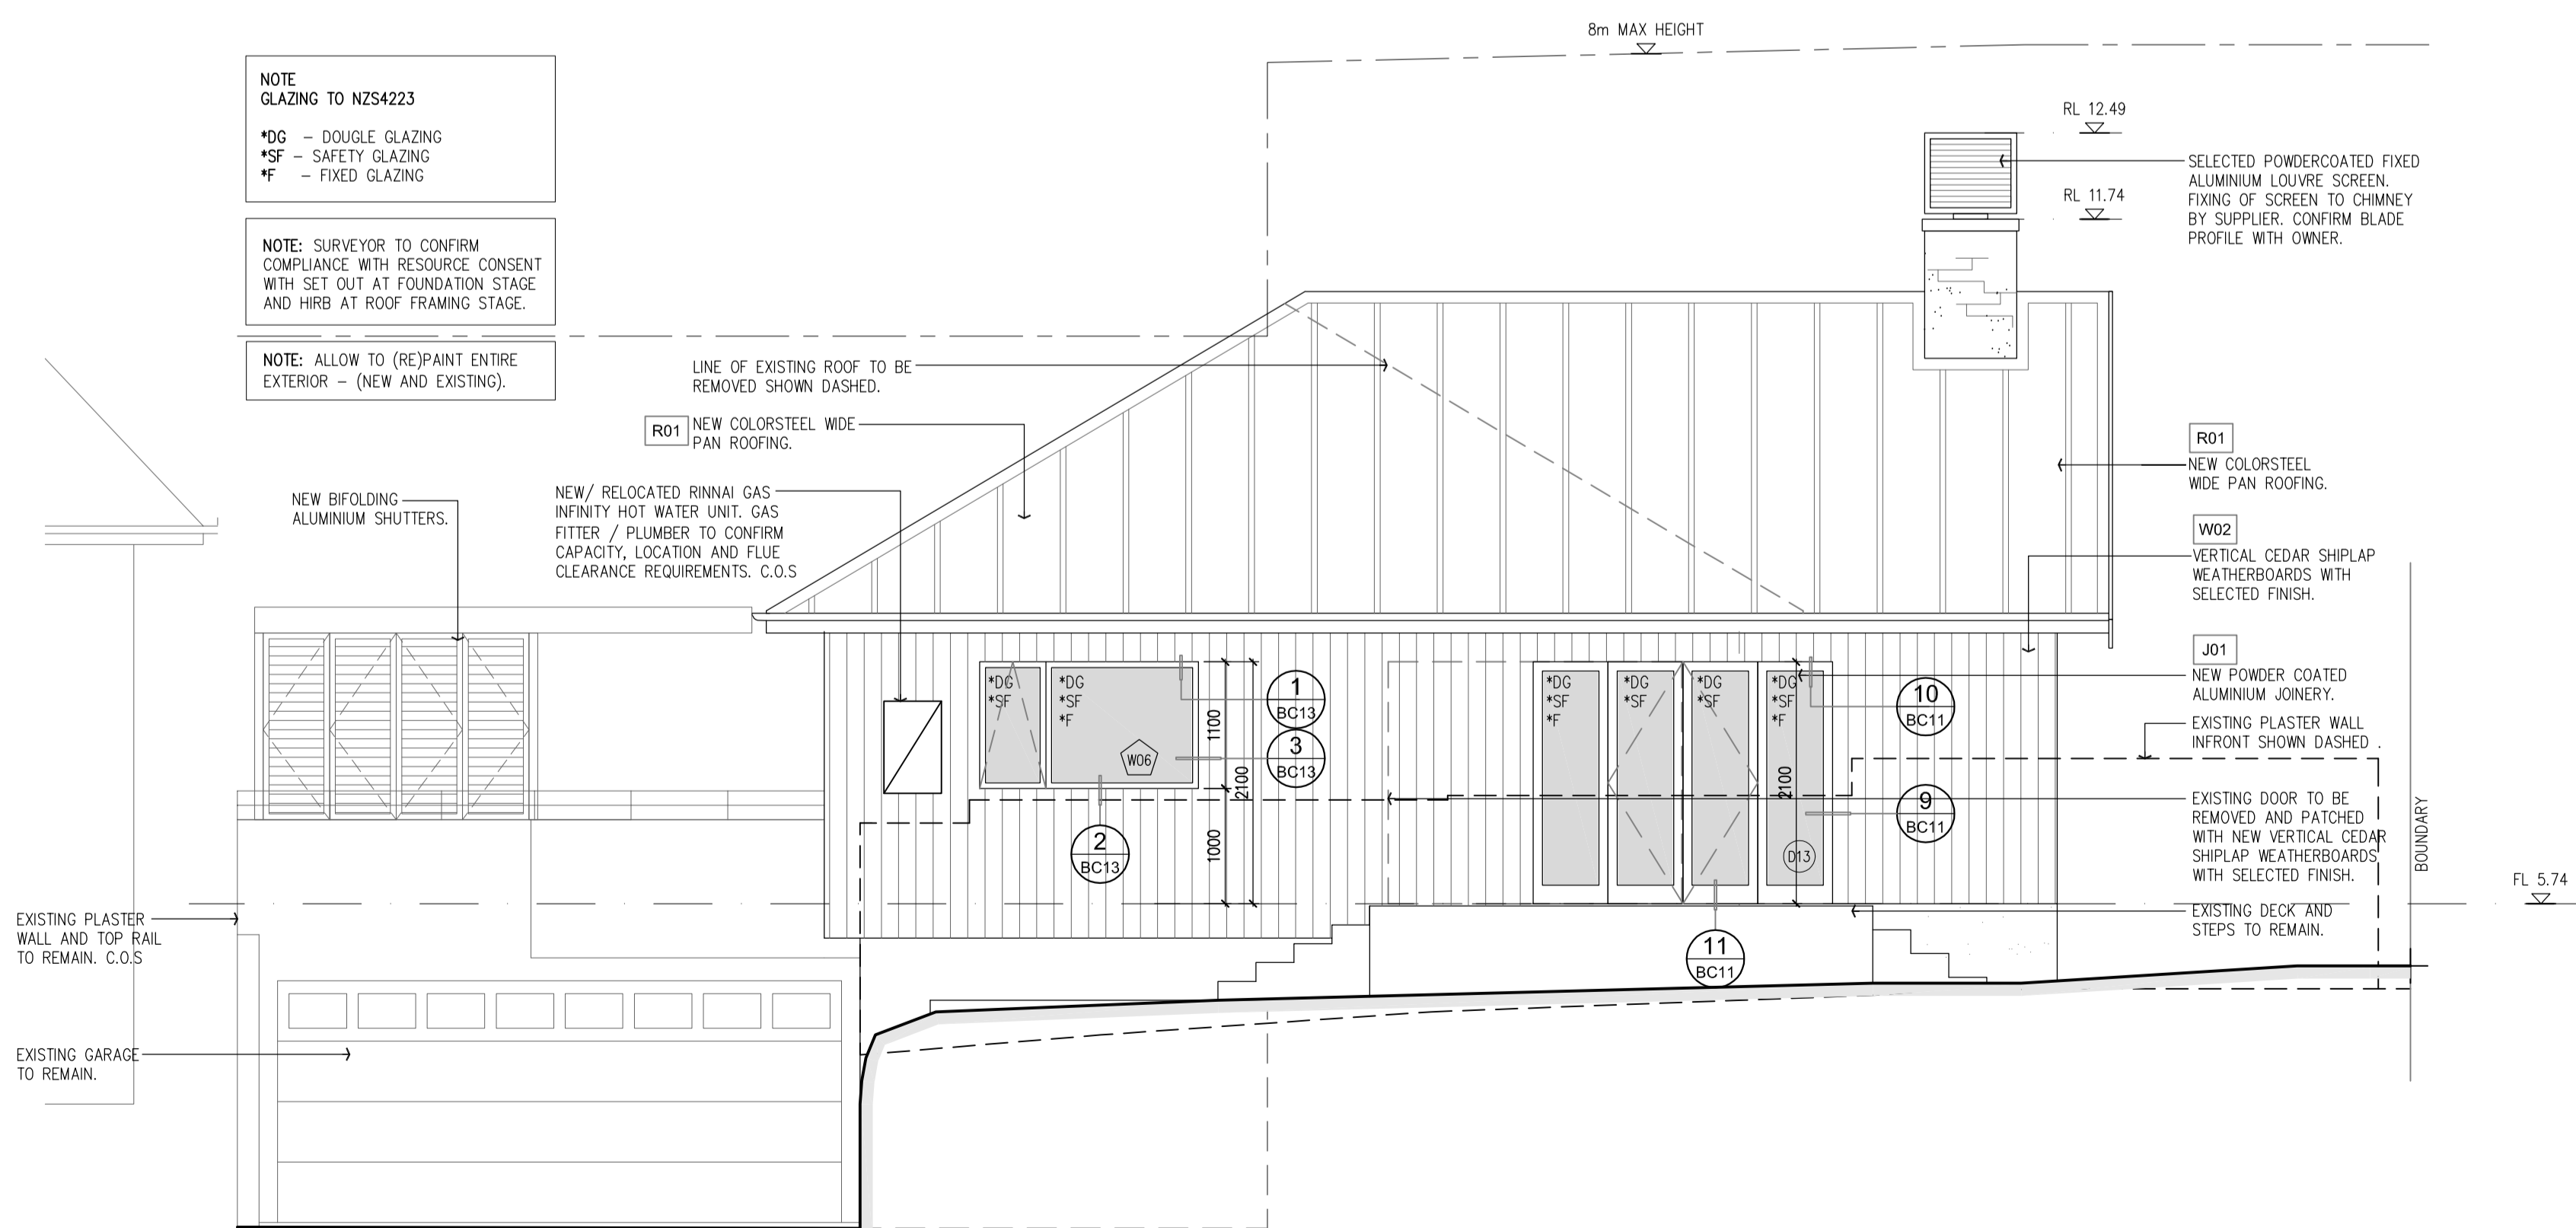 8m MAX HEIGHT
NOTE
GLAZING TO NZS4223
*DG – DOUGLE GLAZING
*SF – SAFETY GLAZING
*F – FIXED GLAZING
NOTE: SURVEYOR TO CONFIRM
COMPLIANCE WITH RESOURCE CONSENT
WITH SET OUT AT FOUNDATION STAGE
AND HIRB AT ROOF FRAMING STAGE.
NOTE: ALLOW TO (RE)PAINT ENTIRE
EXTERIOR – (NEW AND EXISTING).
LINE OF EXISTING ROOF TO BE
REMOVED SHOWN DASHED.
R01
NEW COLORSTEEL WIDE
PAN ROOFING.
NEW BIFOLDING
ALUMINIUM SHUTTERS.
NEW/ RELOCATED RINNAI GAS
INFINITY HOT WATER UNIT. GAS
FITTER / PLUMBER TO CONFIRM
CAPACITY, LOCATION AND FLUE
CLEARANCE REQUIREMENTS. C.O.S
RL 12.49
SELECTED POWDERCOATED FIXED
ALUMINIUM LOUVRE SCREEN.
FIXING OF SCREEN TO CHIMNEY
BY SUPPLIER. CONFIRM BLADE
PROFILE WITH OWNER.
RL 11.74
R01
NEW COLORSTEEL
WIDE PAN ROOFING.
W02
VERTICAL CEDAR SHIPLAP
WEATHERBOARDS WITH
SELECTED FINISH.
J01
NEW POWDER COATED
ALUMINIUM JOINERY.
EXISTING PLASTER WALL
INFRONT SHOWN DASHED .
EXISTING DOOR TO BE
REMOVED AND PATCHED
WITH NEW VERTICAL CEDAR
SHIPLAP WEATHERBOARDS
WITH SELECTED FINISH.
EXISTING DECK AND
STEPS TO REMAIN.
BOUNDARY
FL 5.74
*DG
*SF
*DG
*SF
*F
W06
1100
2100
1000
1
BC13
3
BC13
2
BC13
*DG
*SF
*F
*DG
*SF
*DG
*SF
*DG
*SF
*F
2100
D13
10
BC11
9
BC11
11
BC11
EXISTING PLASTER
WALL AND TOP RAIL
TO REMAIN. C.O.S
EXISTING GARAGE
TO REMAIN.